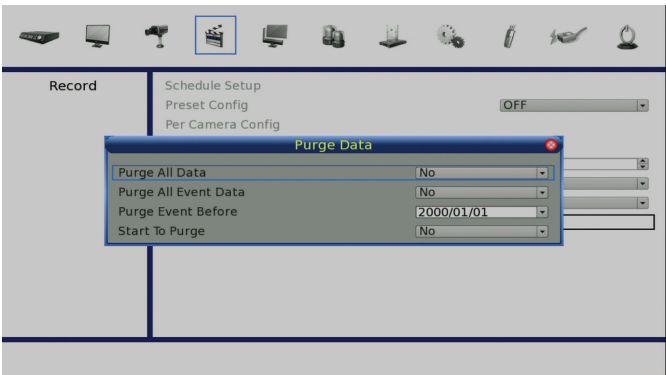 Record
Schedule Setup
Preset Config OFF
Per Camera Config
Purge Data
Purge All Data No
Purge All Event Data No
Purge Event Before 2000/01/01
Start To Purge No